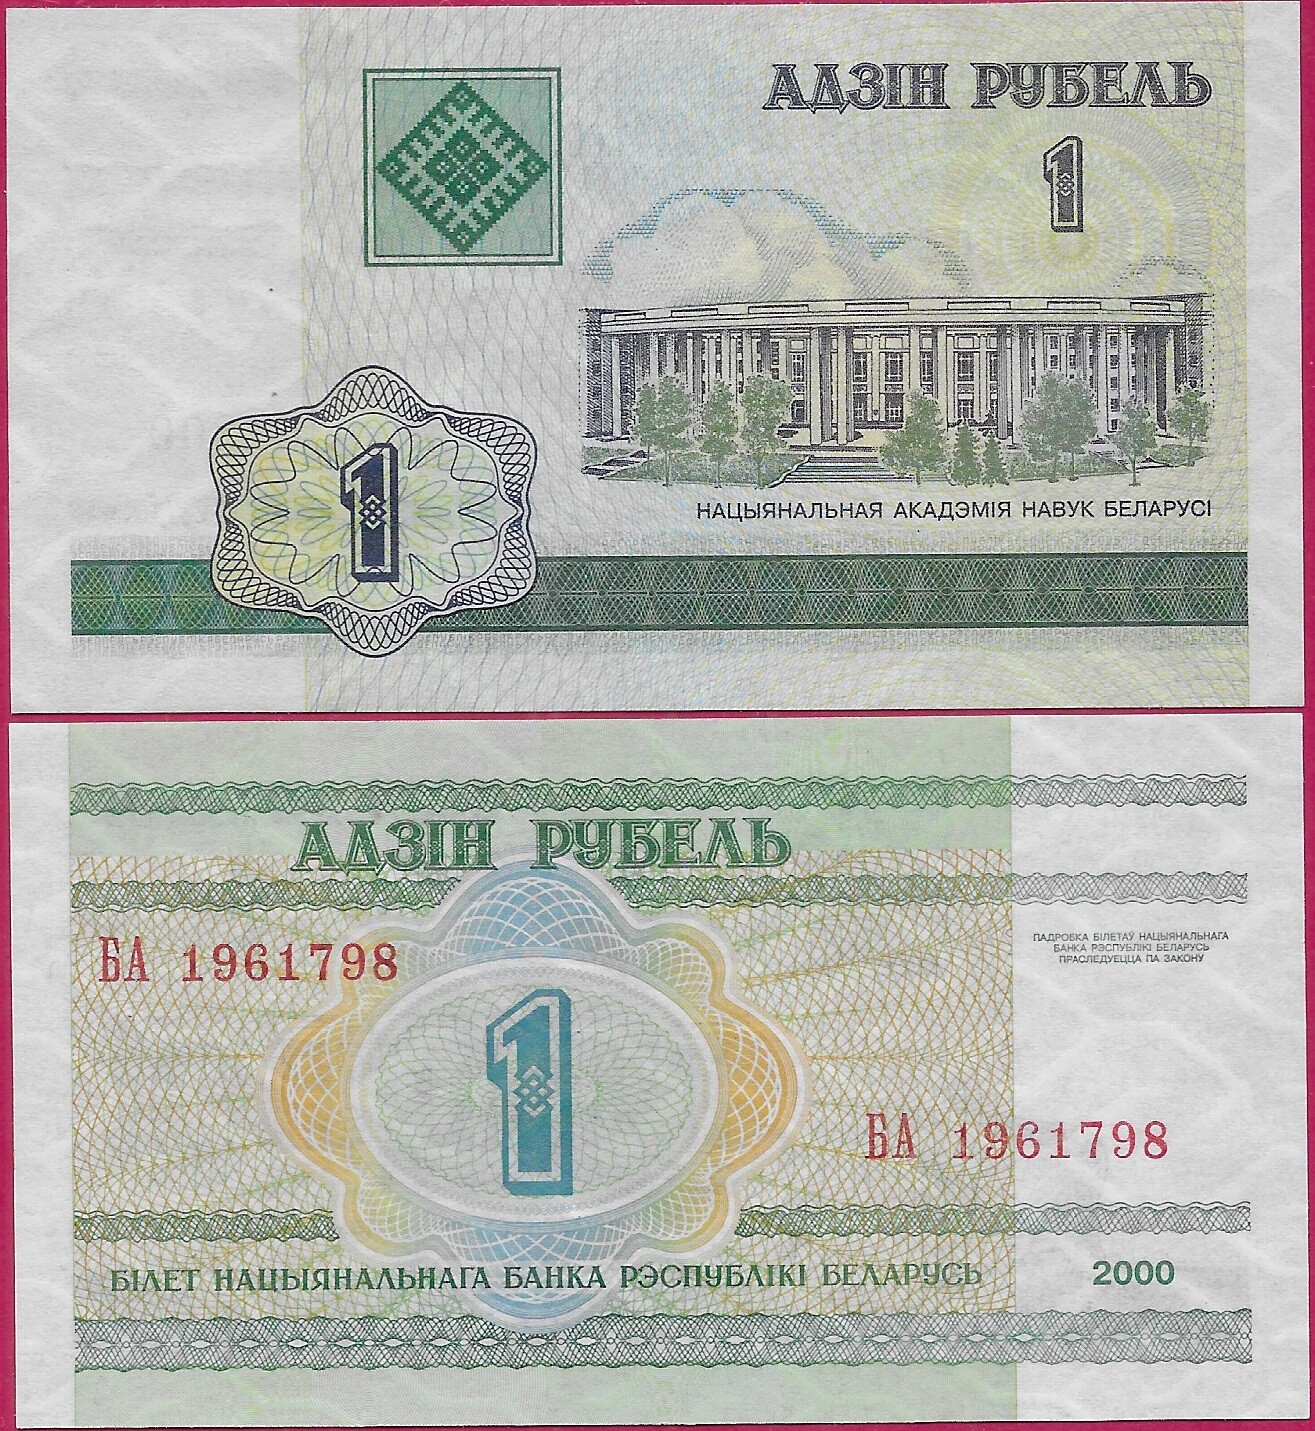 АДЗІН РУБЕЛЬ
1
1
НАЦЫЯНАЛЬНАЯ АКАДЭМІЯ НАВУК БЕЛАРУСІ
АДЗІН РУБЕЛЬ
БА 1961798
ПАДРОБКА БІЛЕТАЎ НАЦЫЯНАЛЬНАГА
БАНКА РЭСПУБЛІКІ БЕЛАРУСЬ
ПРАСЛЕДУЕЦЦА ПА ЗАКОНУ
1
БА 1961798
БІЛЕТ НАЦЫЯНАЛЬНАГА БАНКА РЭСПУБЛІКІ БЕЛАРУСЬ
2000